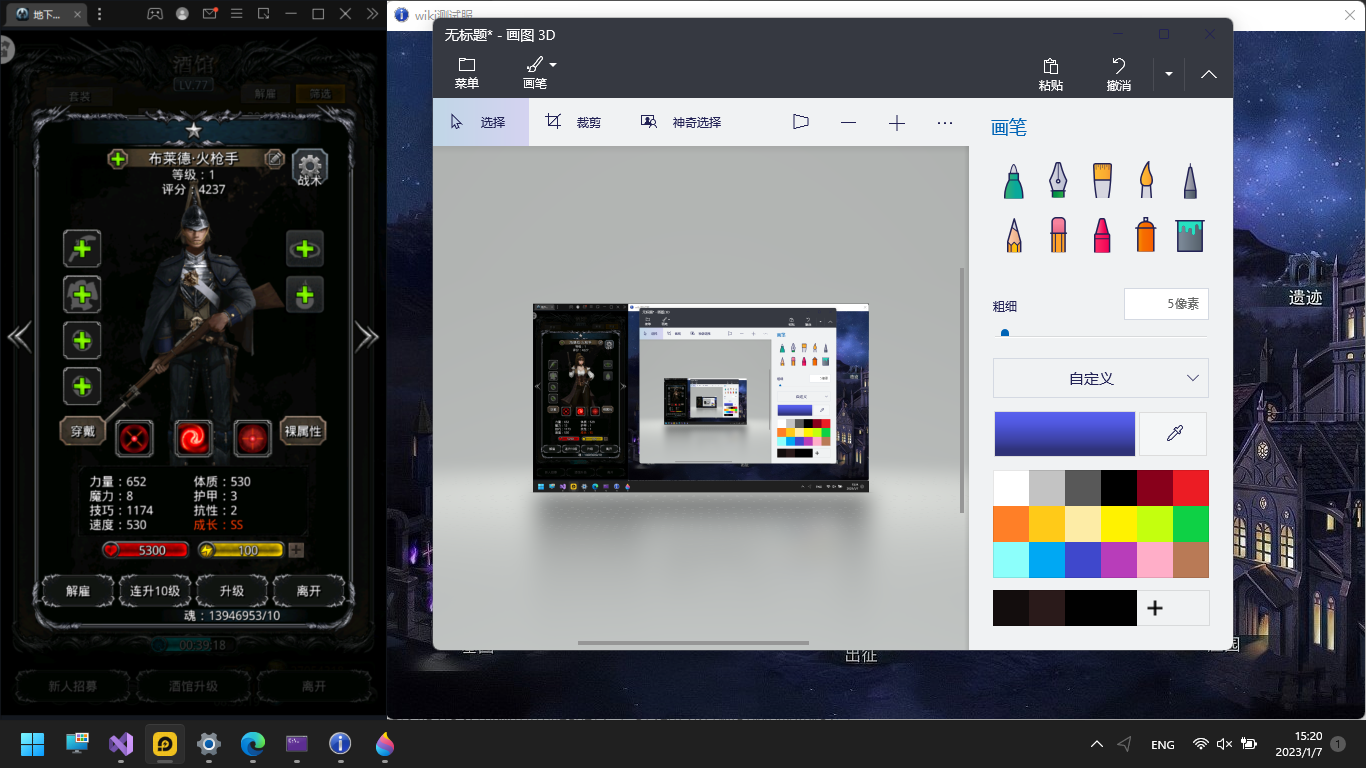 地下...
酒馆
LV.77
套装
解雇
筛选
布莱德·火枪手
等级：1
评分：4237
战术
穿戴
裸属性
力量：652
体质：530
魔力：8
护甲：3
技巧：1174
抗性：2
速度：530
成长：SS
5300
100
解雇
连升10级
升级
离开
魂：13946953/10
00:39:18
新人招募
酒馆升级
离开
wiki测试服
无标题* - 画图 3D
菜单
画笔
粘贴
撤消
选择
裁剪
神奇选择
画笔
粗细
5像素
自定义
遗迹
出征
ENG
15:20
2023/1/7
1